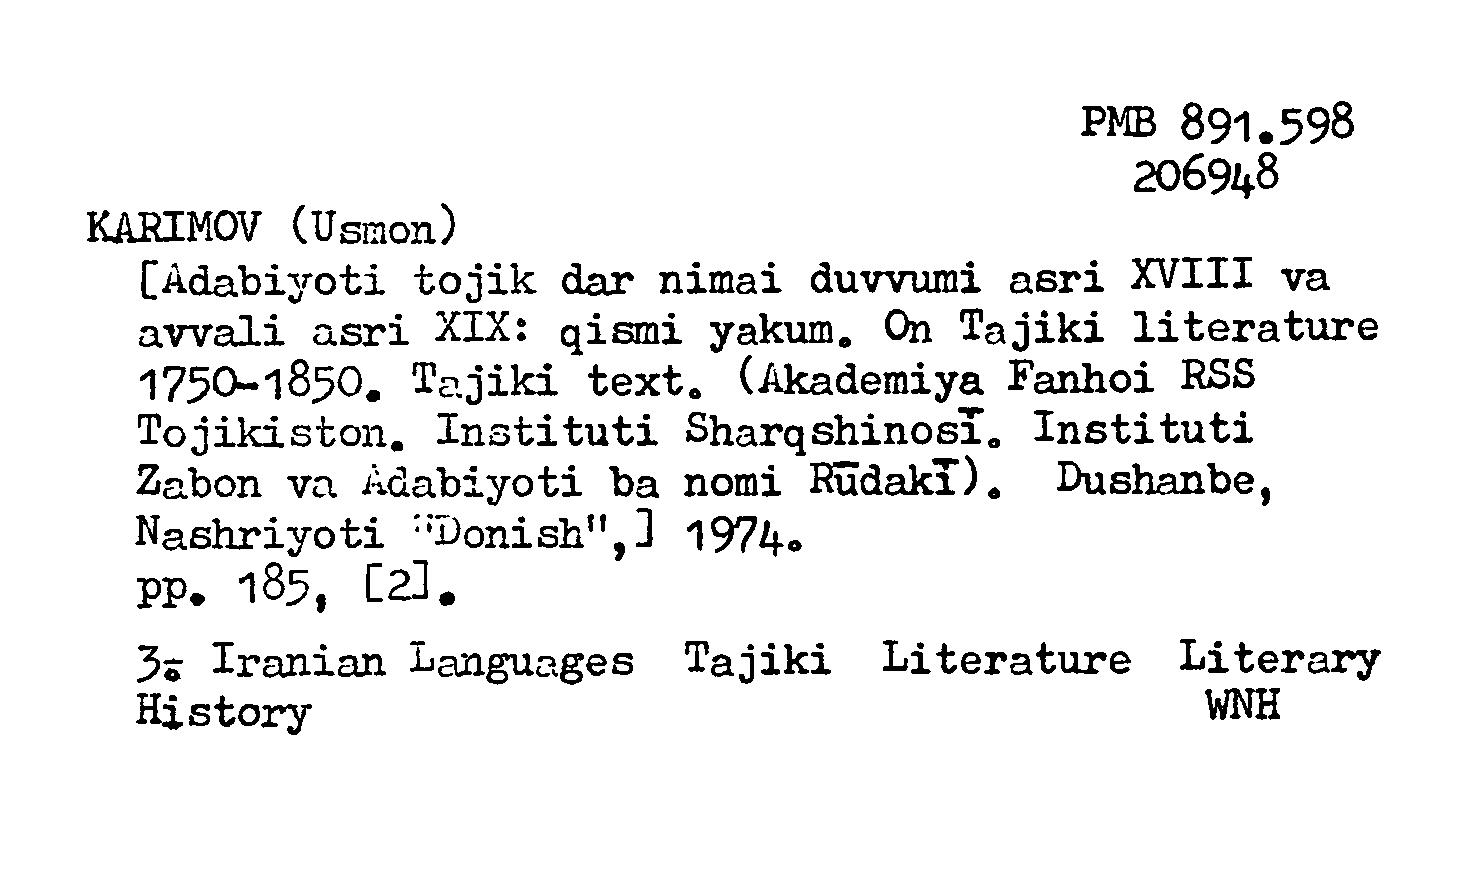 PMB 891.598
206948
KARIMOV (Usmon)
[Adabiyoti tojik dar nimai duvvumi asri XVIII va
avvali asri XIX: qismi yakum. On Tajiki literature
1750-1850. Tajiki text. (Akademiya Fanhoi RSS
Tojikiston. Instituti Sharqshinosī. Instituti
Zabon va Adabiyoti ba nomi Rūdakī). Dushanbe,
Nashriyoti "Donish",] 1974.
pp. 185, [2].
3. Iranian Languages Tajiki Literature Literary
History WNH